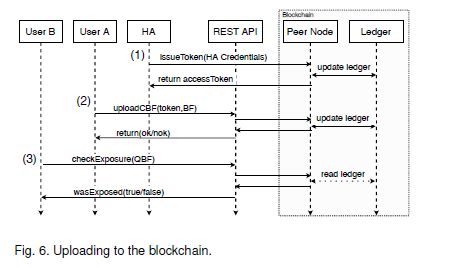 Blockchain
User B
User A
HA
REST API
Peer Node
Ledger
(1)
issueToken(HA Credentials)
update ledger
return accessToken
(2)
uploadCBF(token,BF)
update ledger
return(ok/nok)
(3)
checkExposure(QBF)
read ledger
wasExposed(true/false)
Fig. 6. Uploading to the blockchain.